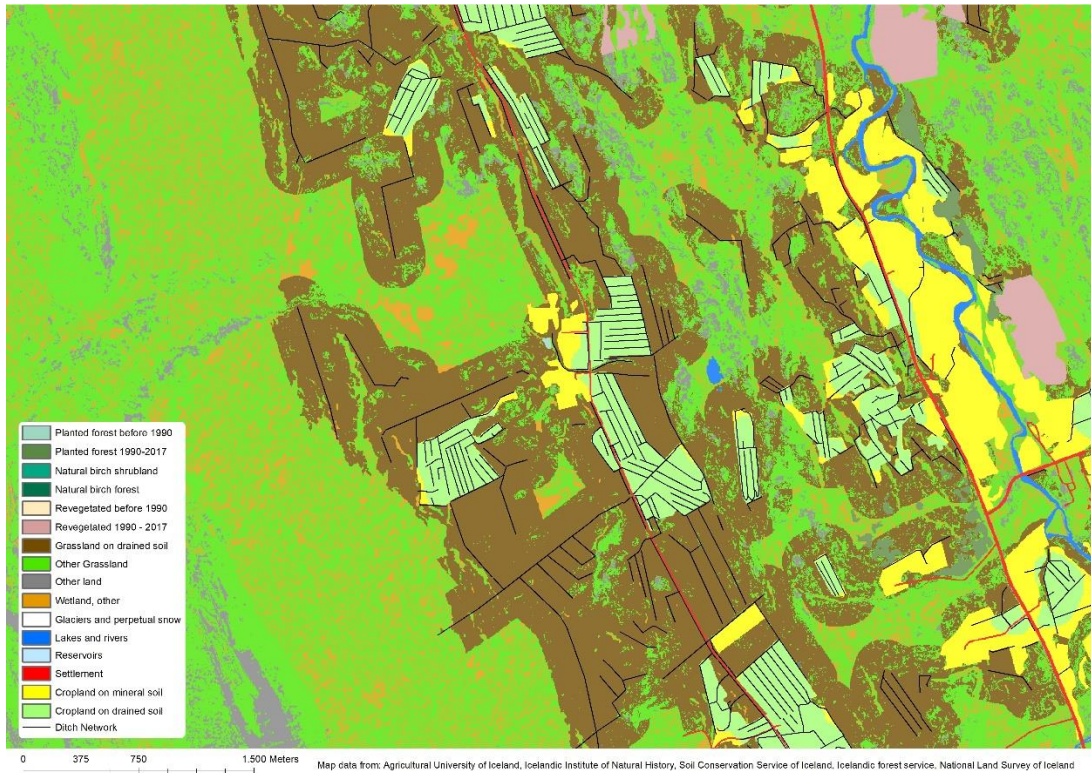 Planted forest before 1990
Planted forest 1990-2017
Natural birch shrubland
Natural birch forest
Revegetated before 1990
Revegetated 1990 - 2017
Grassland on drained soil
Other Grassland
Other land
Wetland, other
Glaciers and perpetual snow
Lakes and rivers
Reservoirs
Settlement
Cropland on mineral soil
Cropland on drained soil
Ditch Network
0 375 750 1.500 Meters
Map data from: Agricultural University of Iceland, Icelandic Institute of Natural History, Soil Conservation Service of Iceland, Icelandic forest service, National Land Survey of Iceland